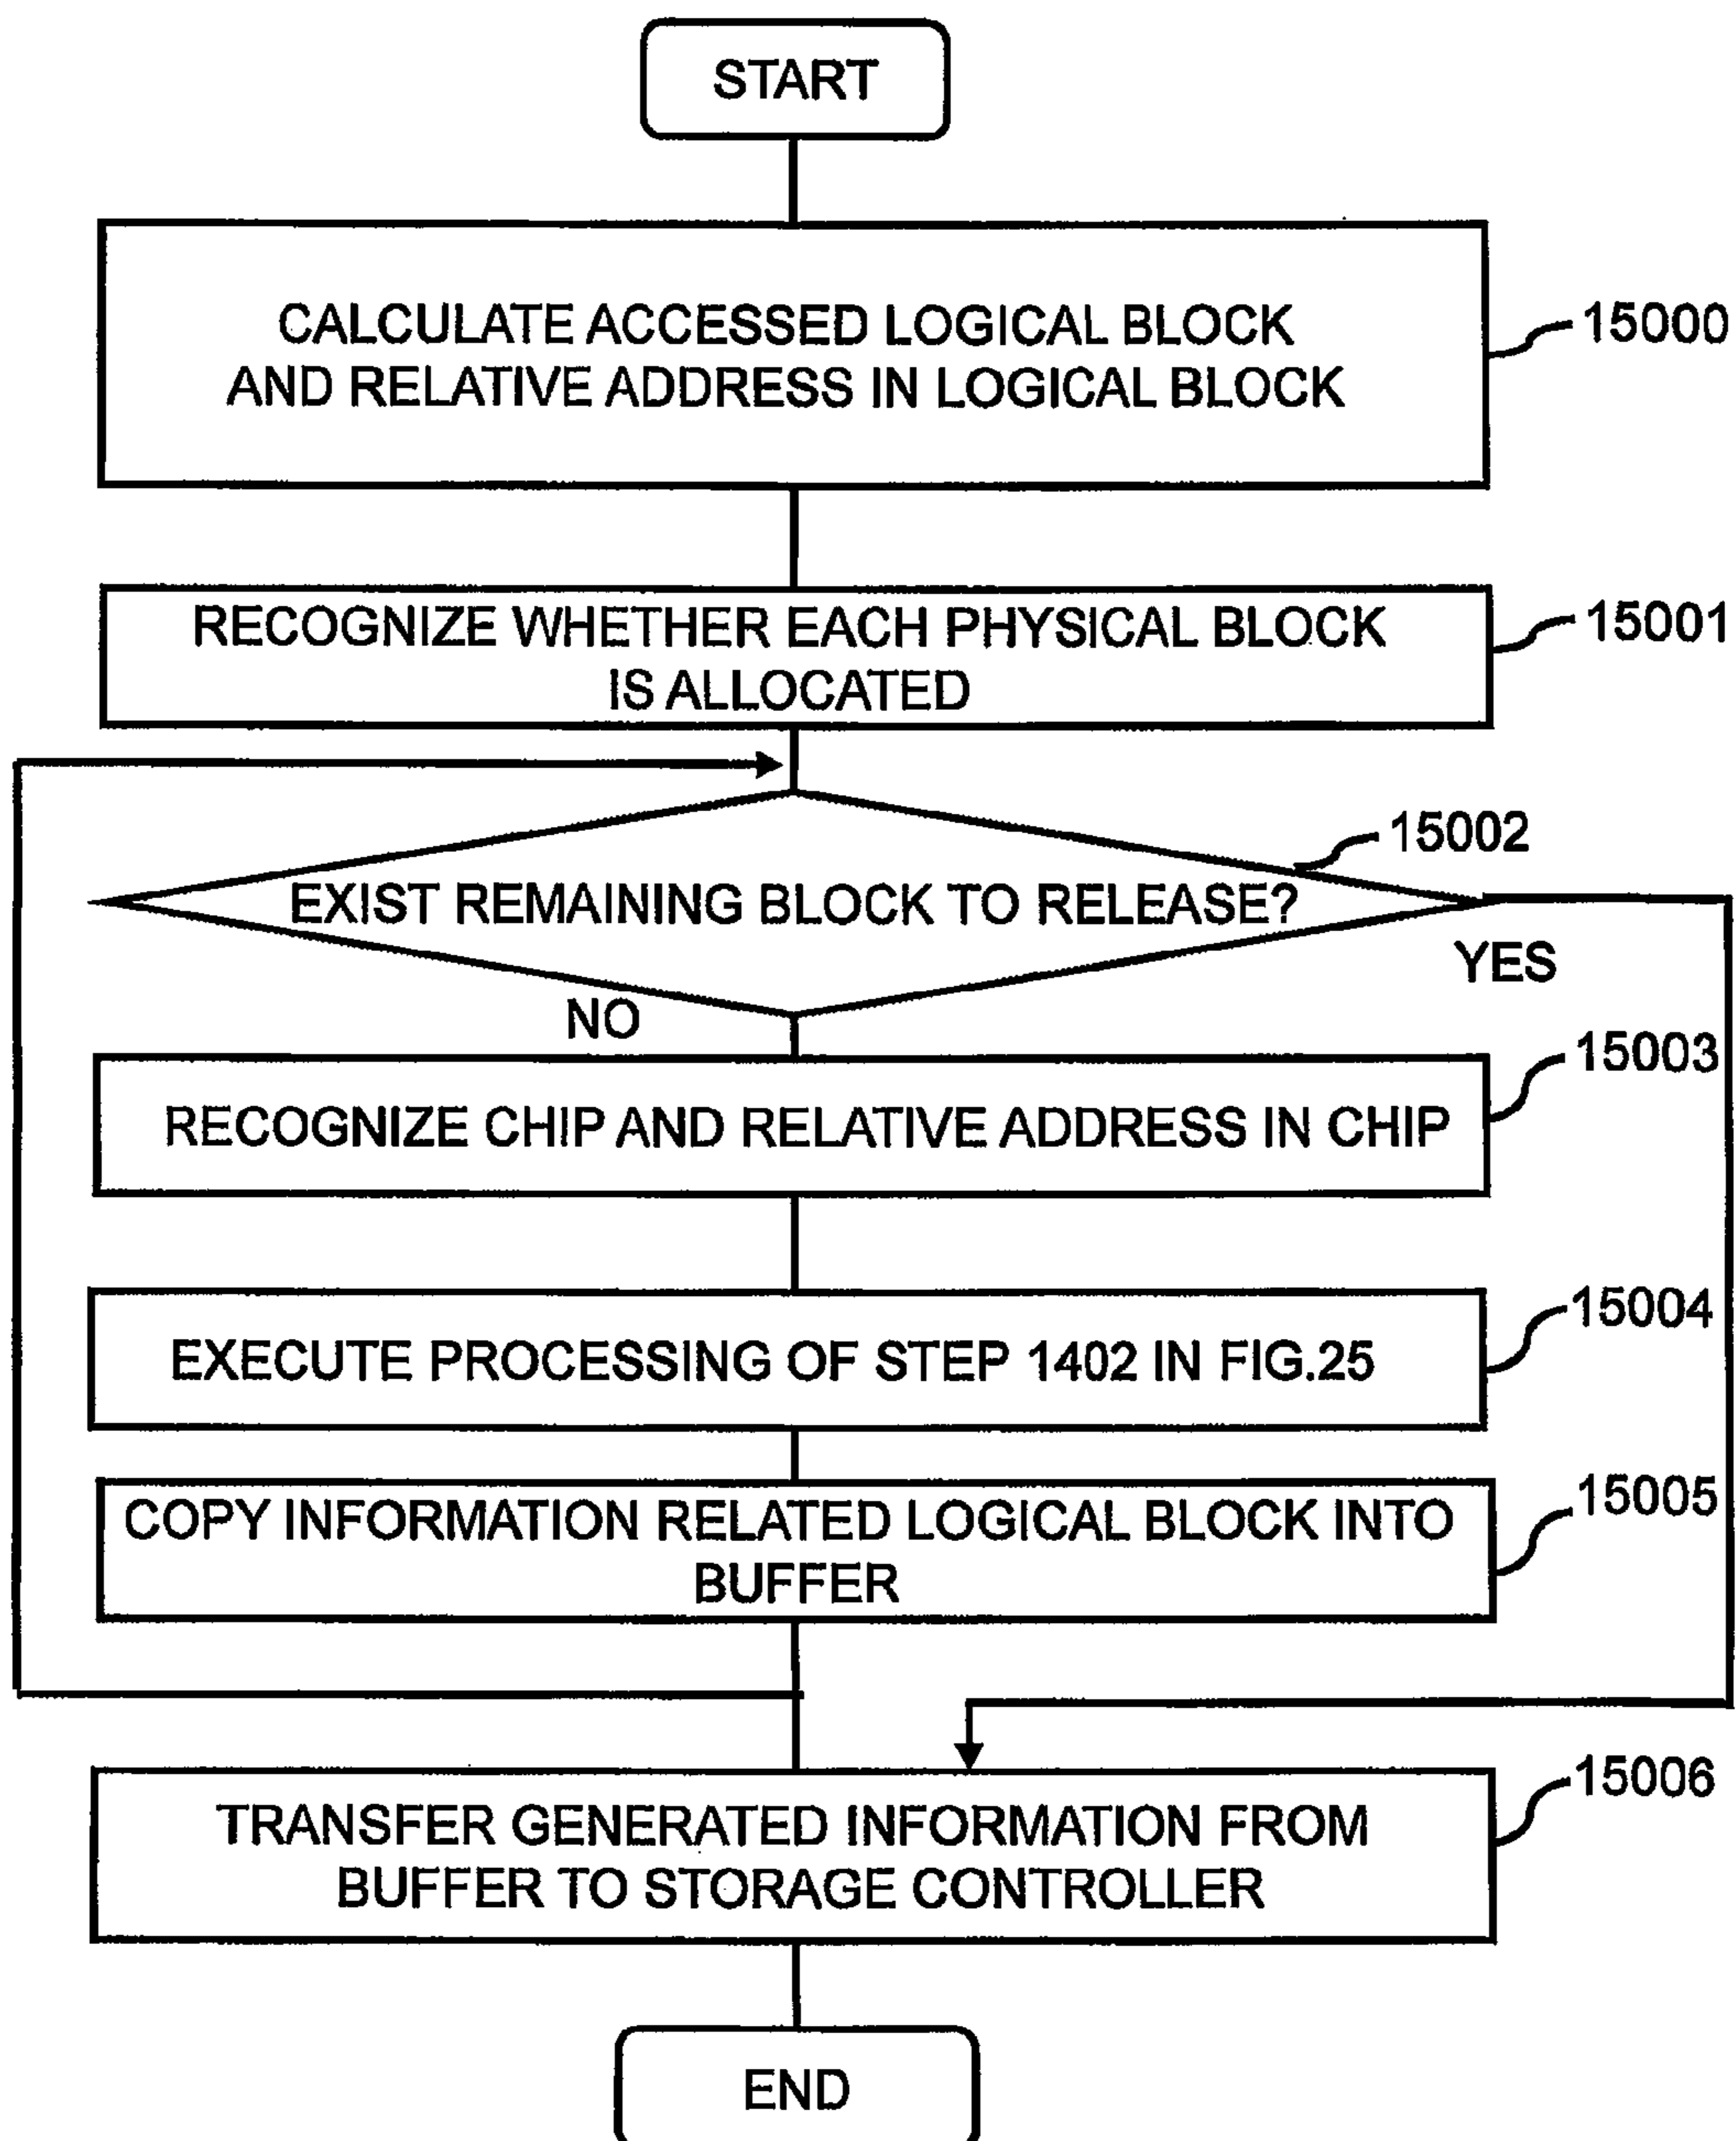 START
CALCULATE ACCESSED LOGICAL BLOCK
AND RELATIVE ADDRESS IN LOGICAL BLOCK
15000
RECOGNIZE WHETHER EACH PHYSICAL BLOCK
IS ALLOCATED
15001
15002
EXIST REMAINING BLOCK TO RELEASE?
YES
NO
15003
RECOGNIZE CHIP AND RELATIVE ADDRESS IN CHIP
15004
EXECUTE PROCESSING OF STEP 1402 IN FIG.25
15005
COPY INFORMATION RELATED LOGICAL BLOCK INTO
BUFFER
15006
TRANSFER GENERATED INFORMATION FROM
BUFFER TO STORAGE CONTROLLER
END